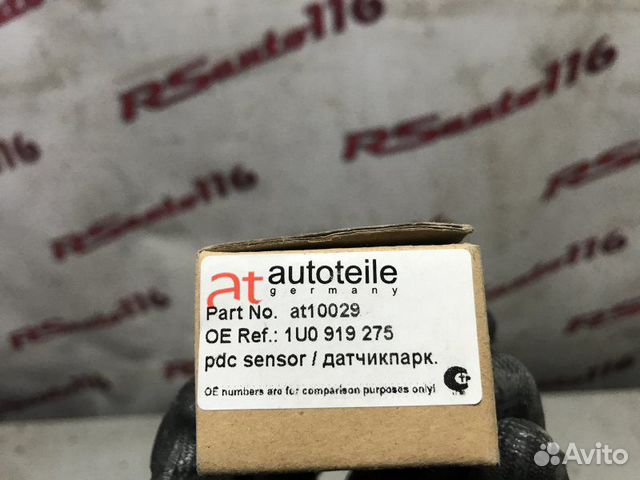 RSauto116
RSauto116
RSauto116
RSauto116
at autoteile
germany
Part No. at10029
OE Ref.: 1U0 919 275
pdc sensor / датчикпарк.
OE numbers are for comparison purposes only!
Avito